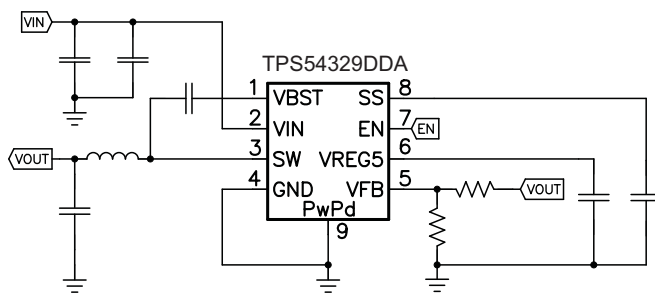 VIN
TPS54329DDA
1 VBST SS 8
2 VIN EN 7 EN
3 SW VREG5 6
VOUT
4 GND VFB 5 VOUT
PwPd
9